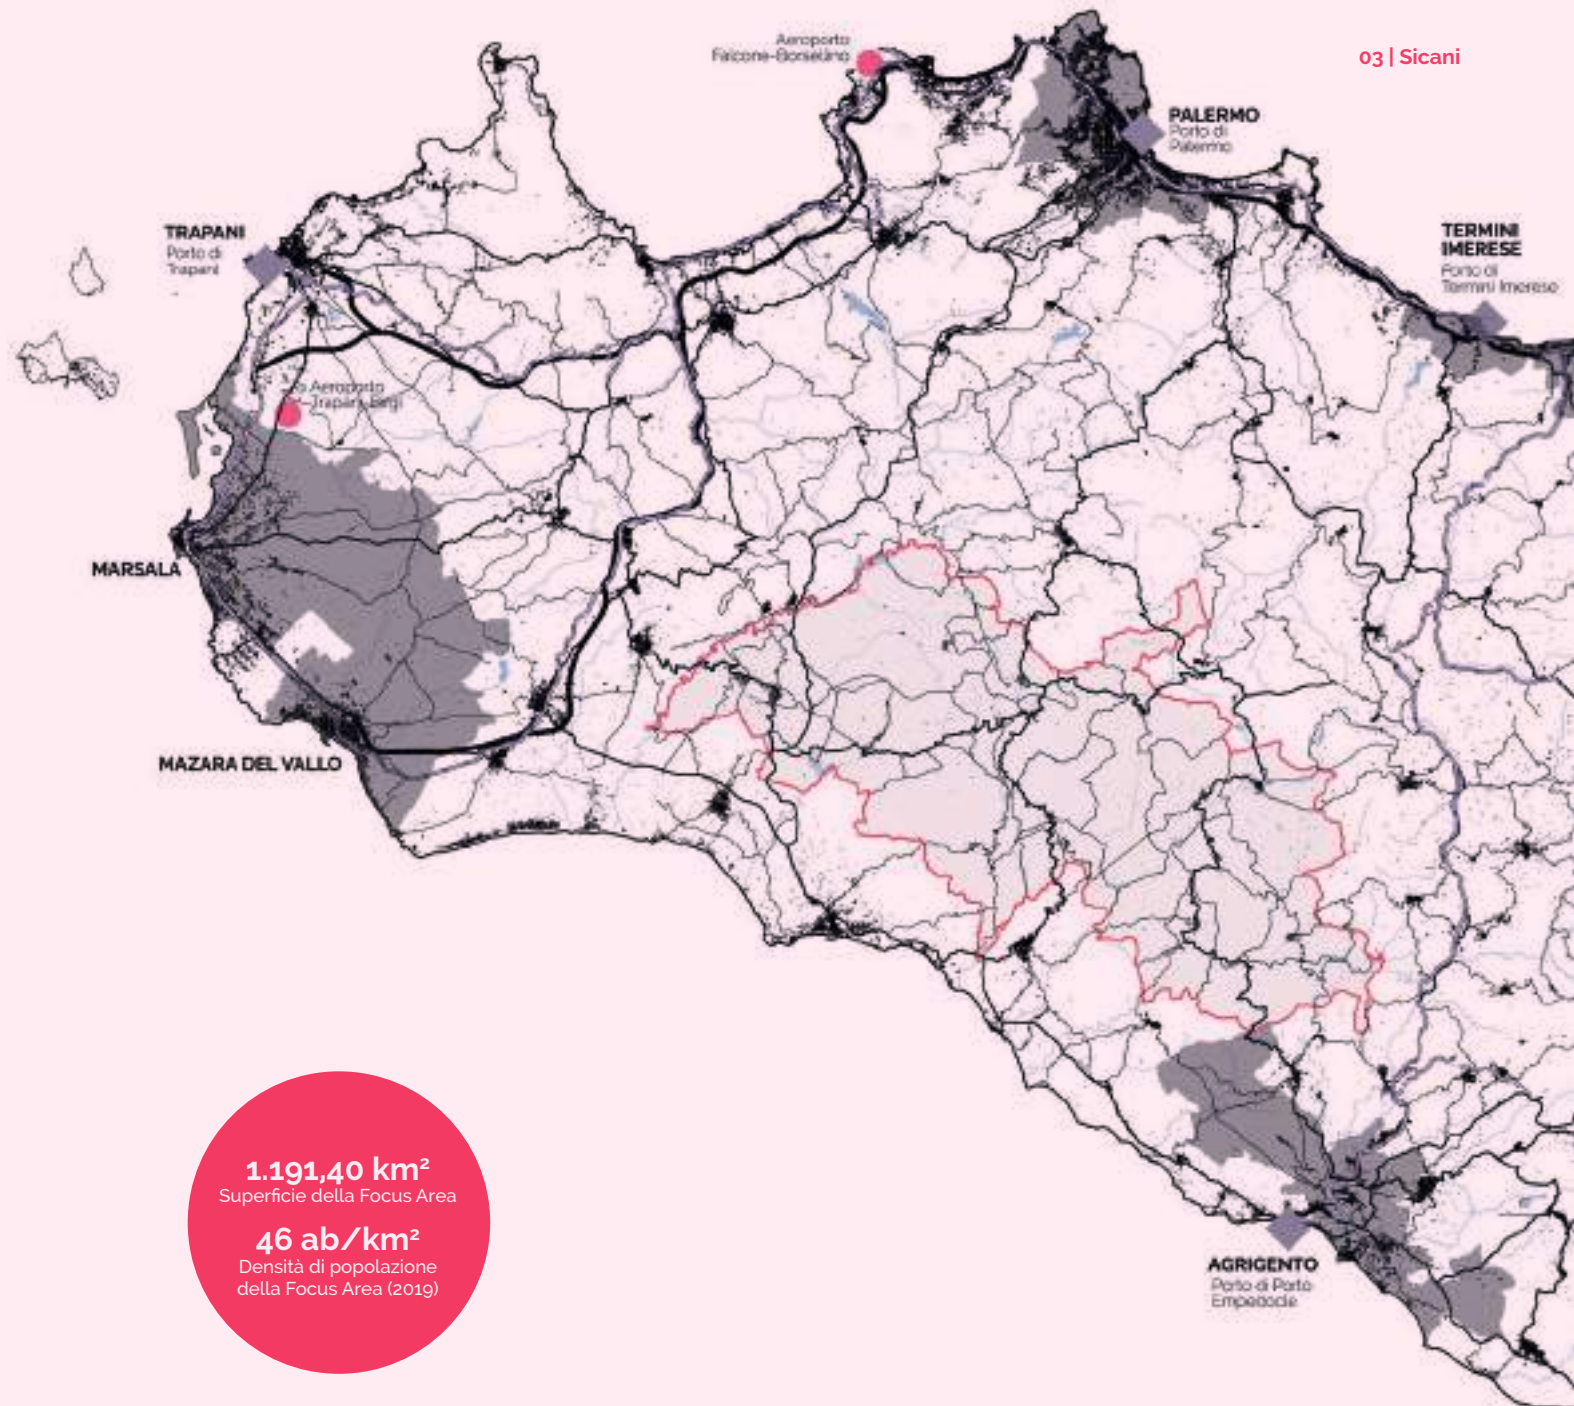 03 | Sicani
Aeroporto
Falcone-Borsellino
PALERMO
Porto di
Palermo
TRAPANI
Porto di
Trapani
TERMINI
IMERESE
Porto di
Termini Imerese
Aeroporto
Trapani-Birgi
MARSALA
MAZARA DEL VALLO
AGRIGENTO
Porto di Porto
Empedocle
1.191,40 km²
Superficie della Focus Area
46 ab/km²
Densità di popolazione
della Focus Area (2019)